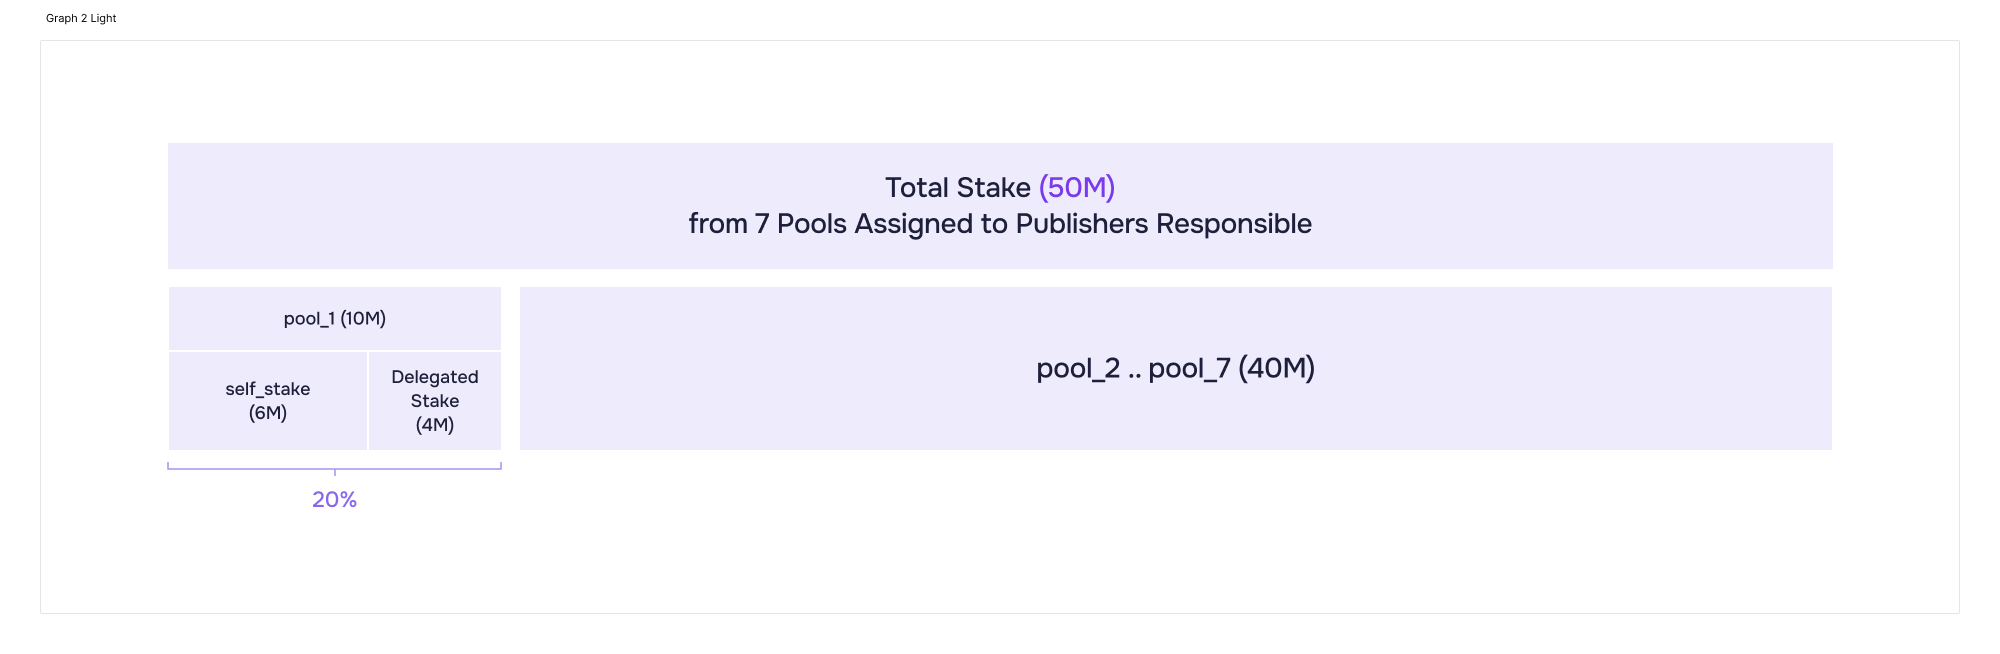 Graph 2 Light
Total Stake (50M)
from 7 Pools Assigned to Publishers Responsible
pool_1 (10M)
self_stake
(6M)
Delegated
Stake
(4M)
pool_2 .. pool_7 (40M)
20%